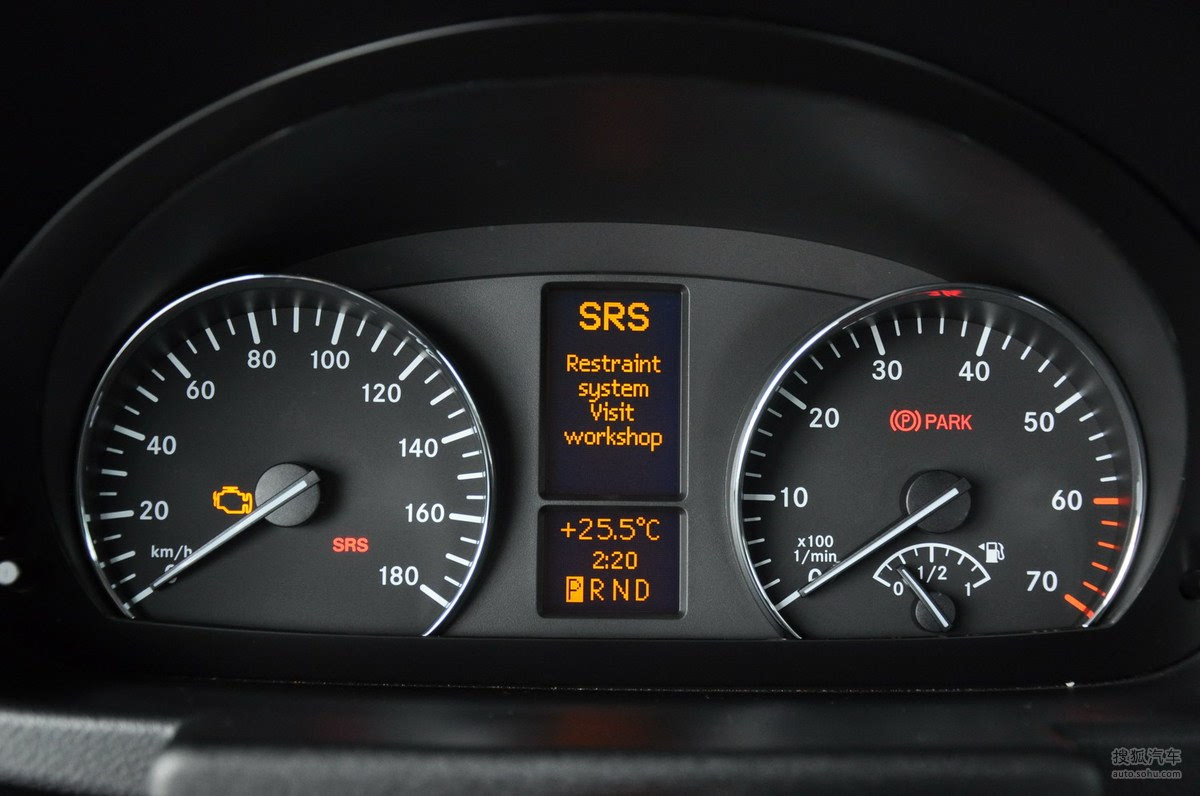 20
40
60
80
100
120
140
160
180
km/h
SRS
SRS
Restraint
system
Visit
workshop
+25.5°C
2:20
P R N D
0
10
20
30
40
50
60
70
x100
1/min
(P) PARK
0
1/2
1
搜狐汽车
auto.sohu.com